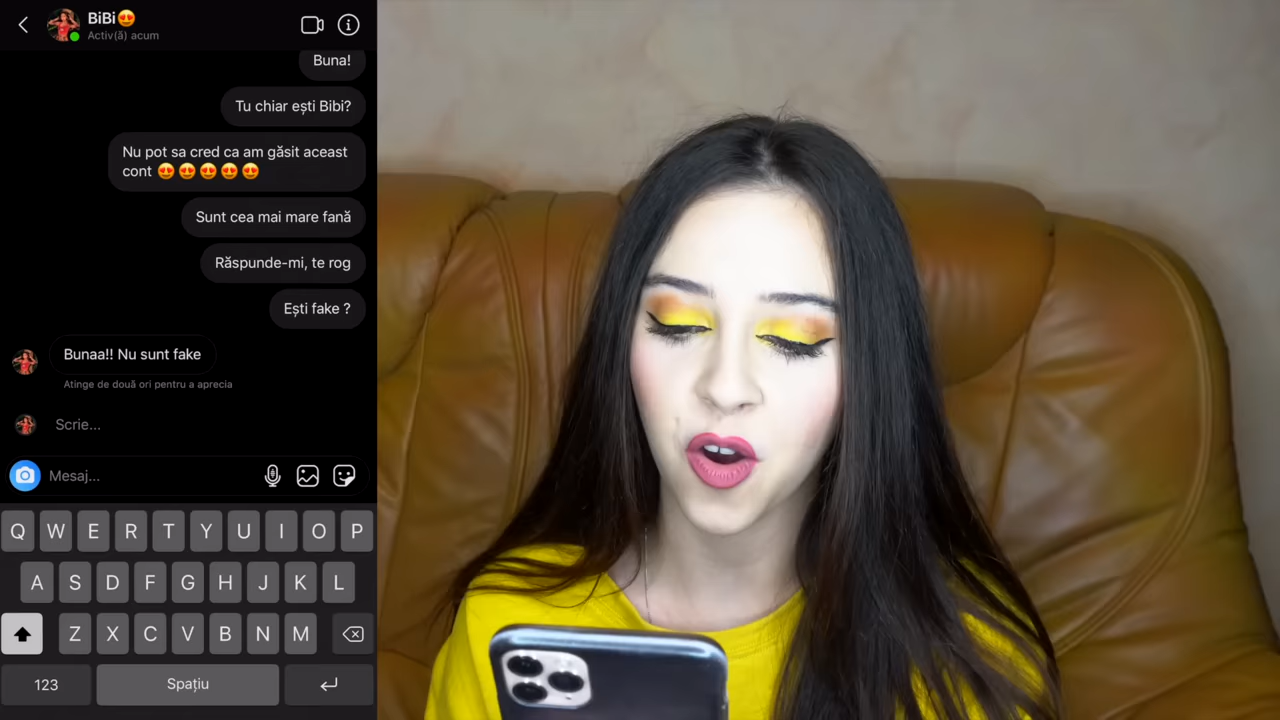 BiBi😍
Activ(ă) acum
Buna!
Tu chiar ești Bibi?
Nu pot sa cred ca am găsit aceast
cont 😍😍😍😍😍
Sunt cea mai mare fană
Răspunde-mi, te rog
Ești fake ?
Bunaa!! Nu sunt fake
Atinge de două ori pentru a aprecia
Scrie...
Mesaj...
Q W E R T Y U I O P
A S D F G H J K L
Z X C V B N M
123 Spațiu